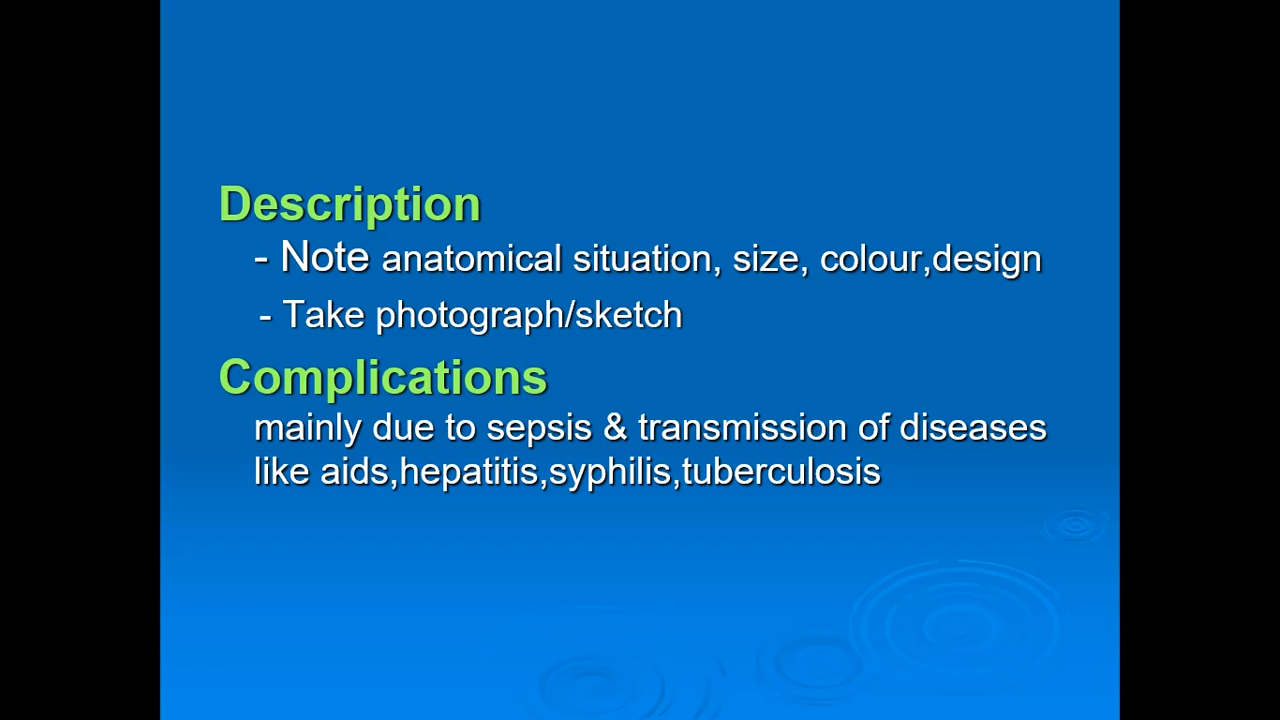 Description
- Note anatomical situation, size, colour,design
- Take photograph/sketch
Complications
mainly due to sepsis & transmission of diseases
like aids,hepatitis,syphilis,tuberculosis